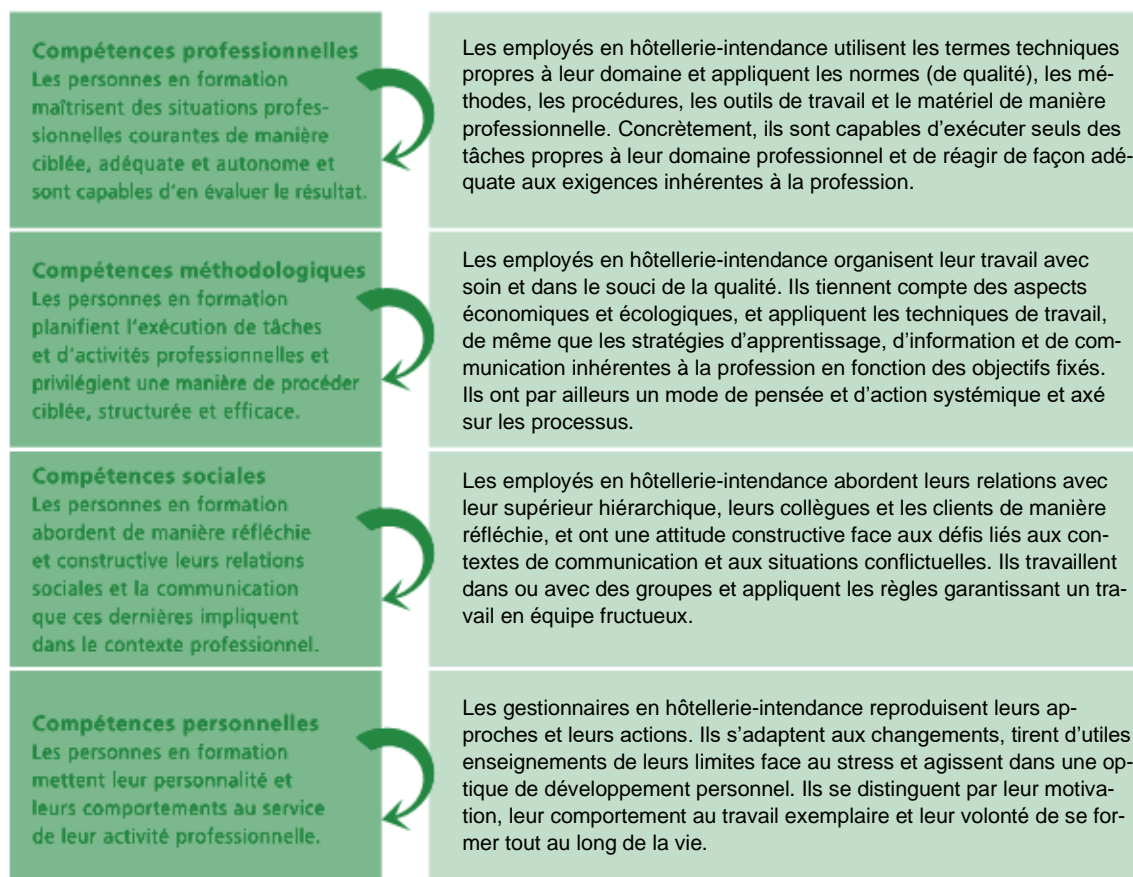 Compétences professionnelles
Les personnes en formation
maîtrisent des situations profes-
sionnelles courantes de manière
ciblée, adéquate et autonome et
sont capables d'en évaluer le résultat.
Les employés en hôtellerie-intendance utilisent les termes techniques
propres à leur domaine et appliquent les normes (de qualité), les mé-
thodes, les procédures, les outils de travail et le matériel de manière
professionnelle. Concrètement, ils sont capables d'exécuter seuls des
tâches propres à leur domaine professionnel et de réagir de façon adé-
quate aux exigences inhérentes à la profession.
Compétences méthodologiques
Les personnes en formation
planifient l'exécution de tâches
et d'activités professionnelles et
privilégient une manière de procéder
ciblée, structurée et efficace.
Les employés en hôtellerie-intendance organisent leur travail avec
soin et dans le souci de la qualité. Ils tiennent compte des aspects
économiques et écologiques, et appliquent les techniques de travail,
de même que les stratégies d'apprentissage, d'information et de com-
munication inhérentes à la profession en fonction des objectifs fixés.
Ils ont par ailleurs un mode de pensée et d'action systémique et axé
sur les processus.
Compétences sociales
Les personnes en formation
abordent de manière réfléchie
et constructive leurs relations
sociales et la communication
que ces dernières impliquent
dans le contexte professionnel.
Les employés en hôtellerie-intendance abordent leurs relations avec
leur supérieur hiérarchique, leurs collègues et les clients de manière
réfléchie, et ont une attitude constructive face aux défis liés aux con-
textes de communication et aux situations conflictuelles. Ils travaillent
dans ou avec des groupes et appliquent les règles garantissant un tra-
vail en équipe fructueux.
Compétences personnelles
Les personnes en formation
mettent leur personnalité et
leurs comportements au service
de leur activité professionnelle.
Les gestionnaires en hôtellerie-intendance reproduisent leurs ap-
proches et leurs actions. Ils s'adaptent aux changements, tirent d'utiles
enseignements de leurs limites face au stress et agissent dans une op-
tique de développement personnel. Ils se distinguent par leur motiva-
tion, leur comportement au travail exemplaire et leur volonté de se for-
mer tout au long de la vie.